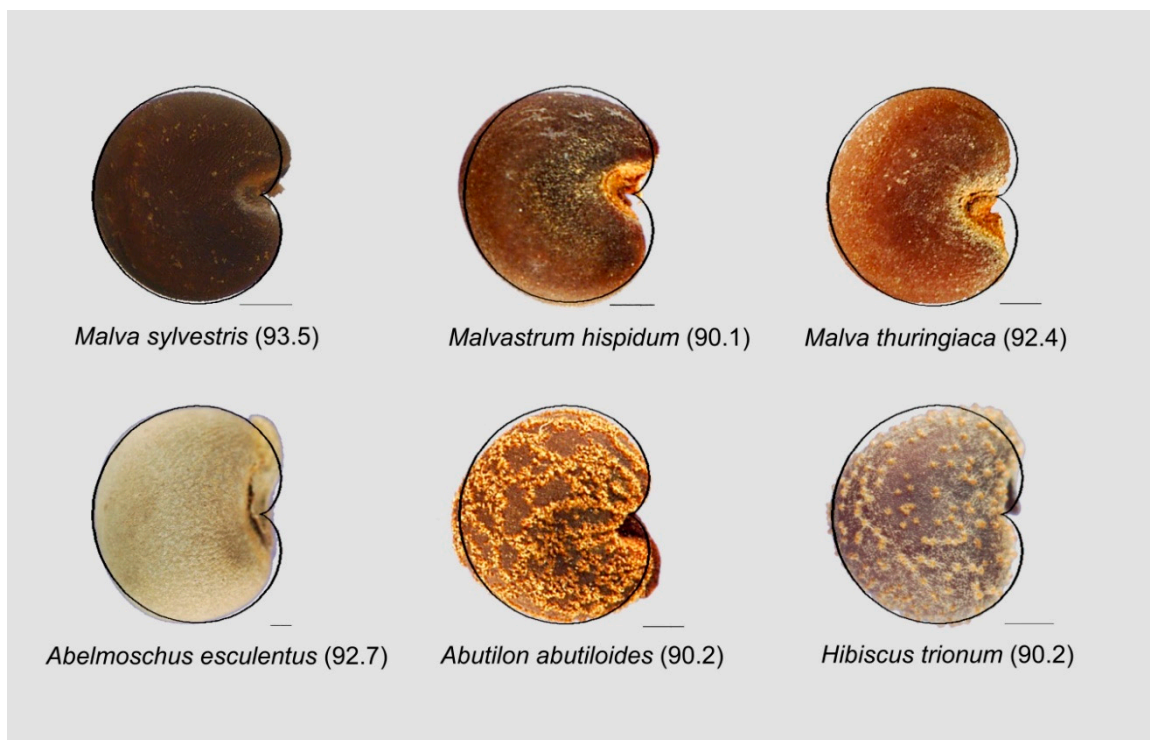 Malva sylvestris (93.5)
Malvastrum hispidum (90.1)
Malva thuringiaca (92.4)
Abelmoschus esculentus (92.7)
Abutilon abutiloides (90.2)
Hibiscus trionum (90.2)